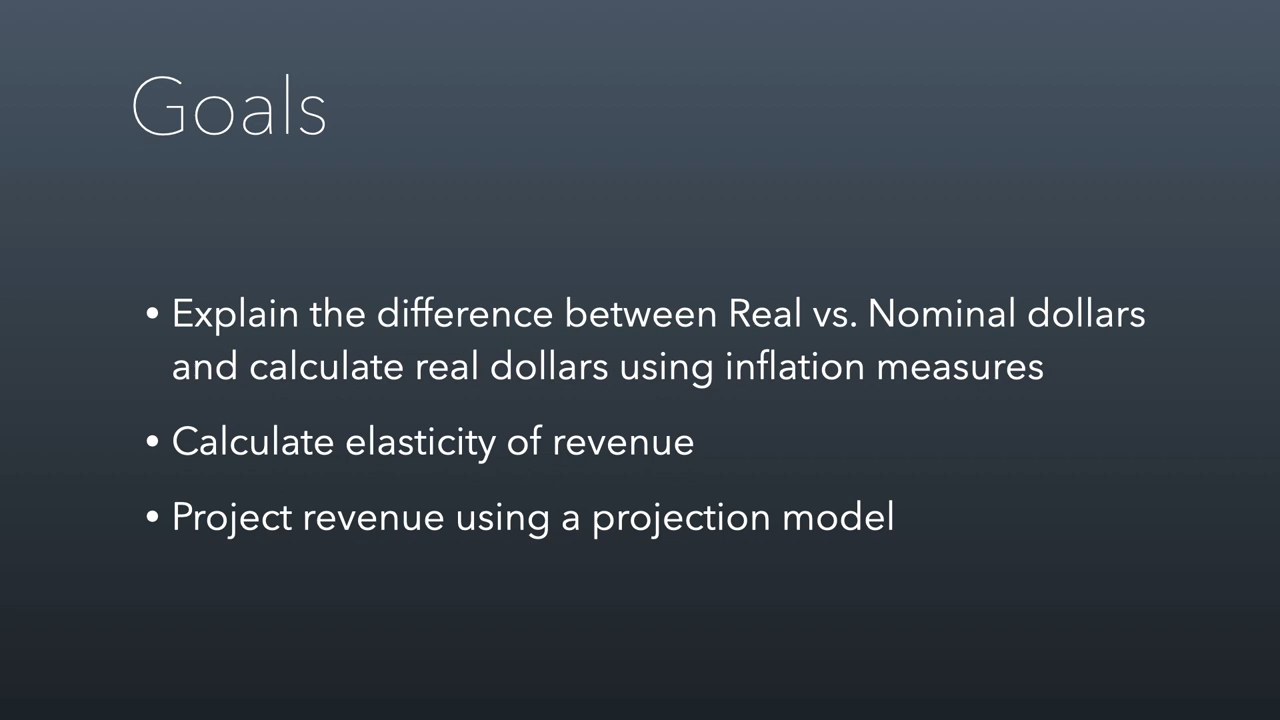 Goals
• Explain the difference between Real vs. Nominal dollars
and calculate real dollars using inflation measures
• Calculate elasticity of revenue
• Project revenue using a projection model